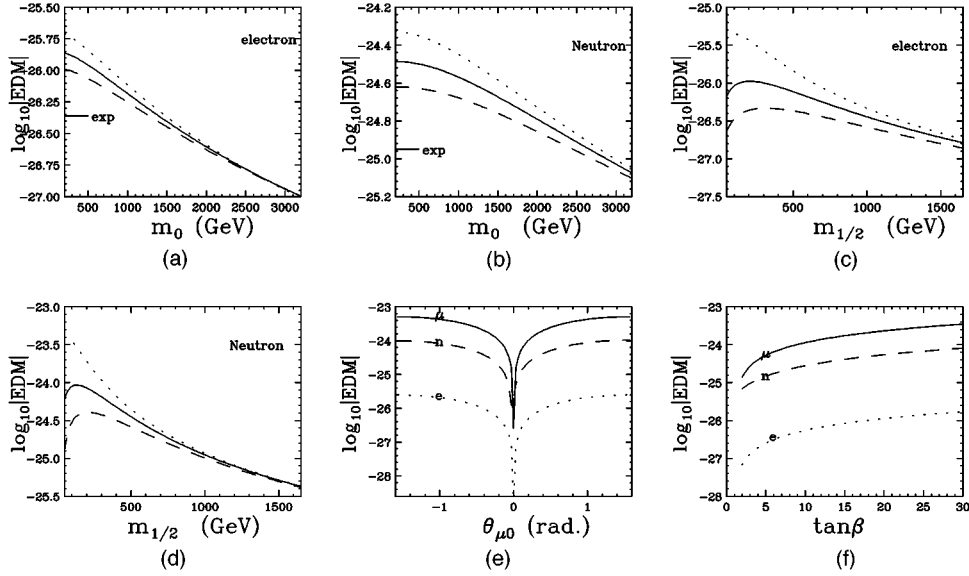 −25.50
−25.75
−26.00
−26.25
−26.50
−26.75
−27.00
log₁₀|EDM|
electron
exp
500 1000 1500 2000 2500 3000
m₀ (GeV)
(a)
−24.2
−24.4
−24.6
−24.8
−25.0
−25.2
log₁₀|EDM|
Neutron
exp
500 1000 1500 2000 2500 3000
m₀ (GeV)
(b)
−25.0
−25.5
−26.0
−26.5
−27.0
−27.5
log₁₀|EDM|
electron
500 1000 1500
m₁/₂ (GeV)
(c)
−23.0
−23.5
−24.0
−24.5
−25.0
−25.5
log₁₀|EDM|
Neutron
500 1000 1500
m₁/₂ (GeV)
(d)
−23
−24
−25
−26
−27
−28
log₁₀|EDM|
μ
n
e
−1 0 1
θμ0 (rad.)
(e)
−23
−24
−25
−26
−27
−28
log₁₀|EDM|
μ
n
e
0 5 10 15 20 25 30
tanβ
(f)